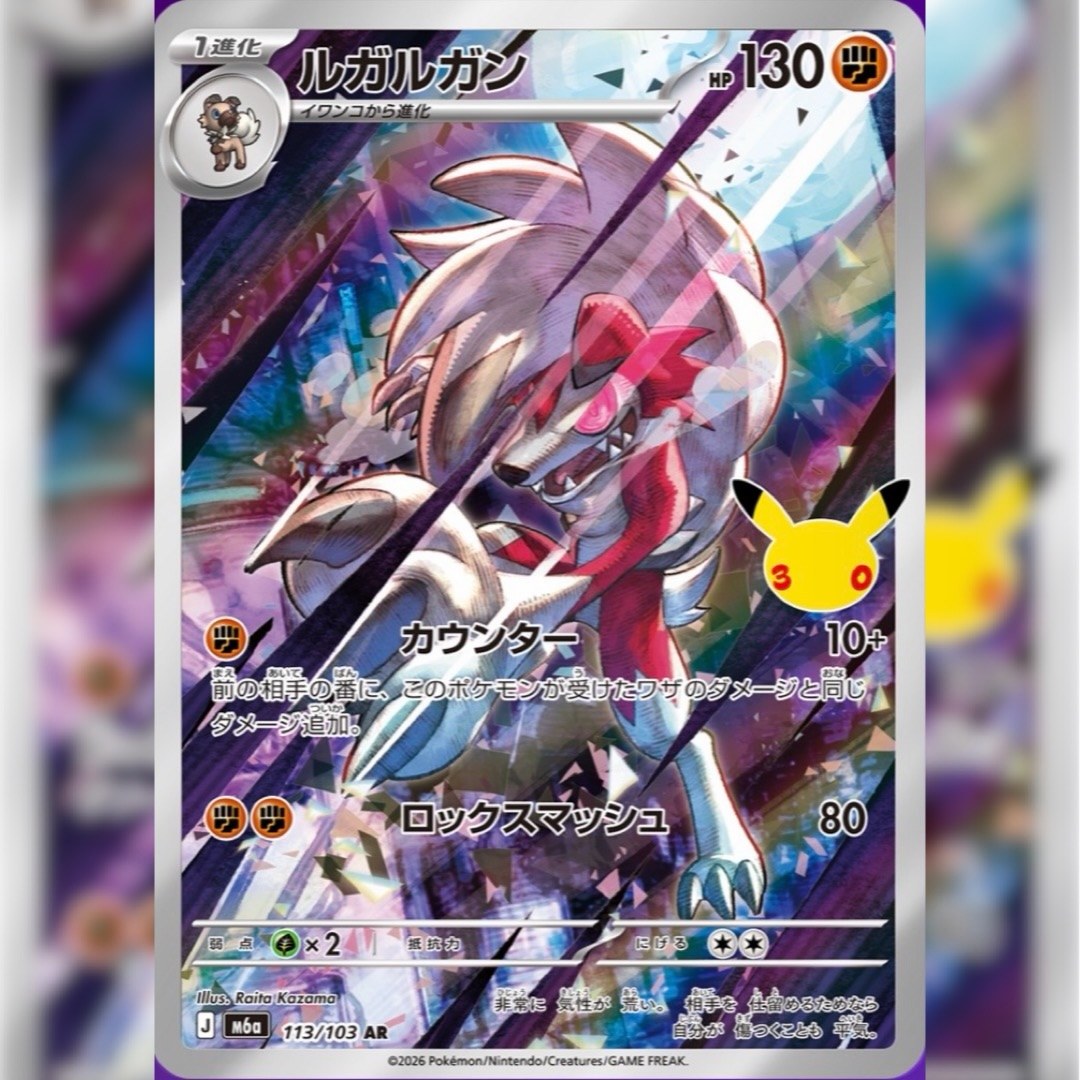 1進化
ルガルガン
HP 130
イワンコから進化
30
カウンター 10+
前の相手の番に、このポケモンが受けたワザのダメージと同じ
ダメージ追加。
ロックスマッシュ 80
弱点 ×2 抵抗力 にげる
Illus. Raita Kazama
非常に 気性が 荒い。 相手を 仕留めるためなら
自分が 傷つくことも 平気。
J M6a 113/103 AR
©2026 Pokémon/Nintendo/Creatures/GAME FREAK.